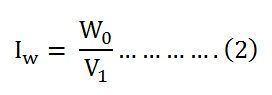 I_w = W_0 / V_1 … … … …. (2)